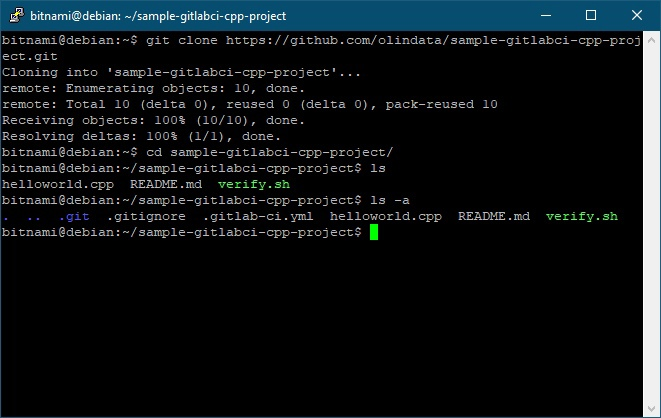 bitnami@debian: ~/sample-gitlabci-cpp-project
bitnami@debian:~$ git clone https://github.com/olindata/sample-gitlabci-cpp-proj
ect.git
Cloning into 'sample-gitlabci-cpp-project'...
remote: Enumerating objects: 10, done.
remote: Total 10 (delta 0), reused 0 (delta 0), pack-reused 10
Receiving objects: 100% (10/10), done.
Resolving deltas: 100% (1/1), done.
bitnami@debian:~$ cd sample-gitlabci-cpp-project/
bitnami@debian:~/sample-gitlabci-cpp-project$ ls
helloworld.cpp  README.md  verify.sh
bitnami@debian:~/sample-gitlabci-cpp-project$ ls -a
.  ..  .git  .gitignore  .gitlab-ci.yml  helloworld.cpp  README.md  verify.sh
bitnami@debian:~/sample-gitlabci-cpp-project$